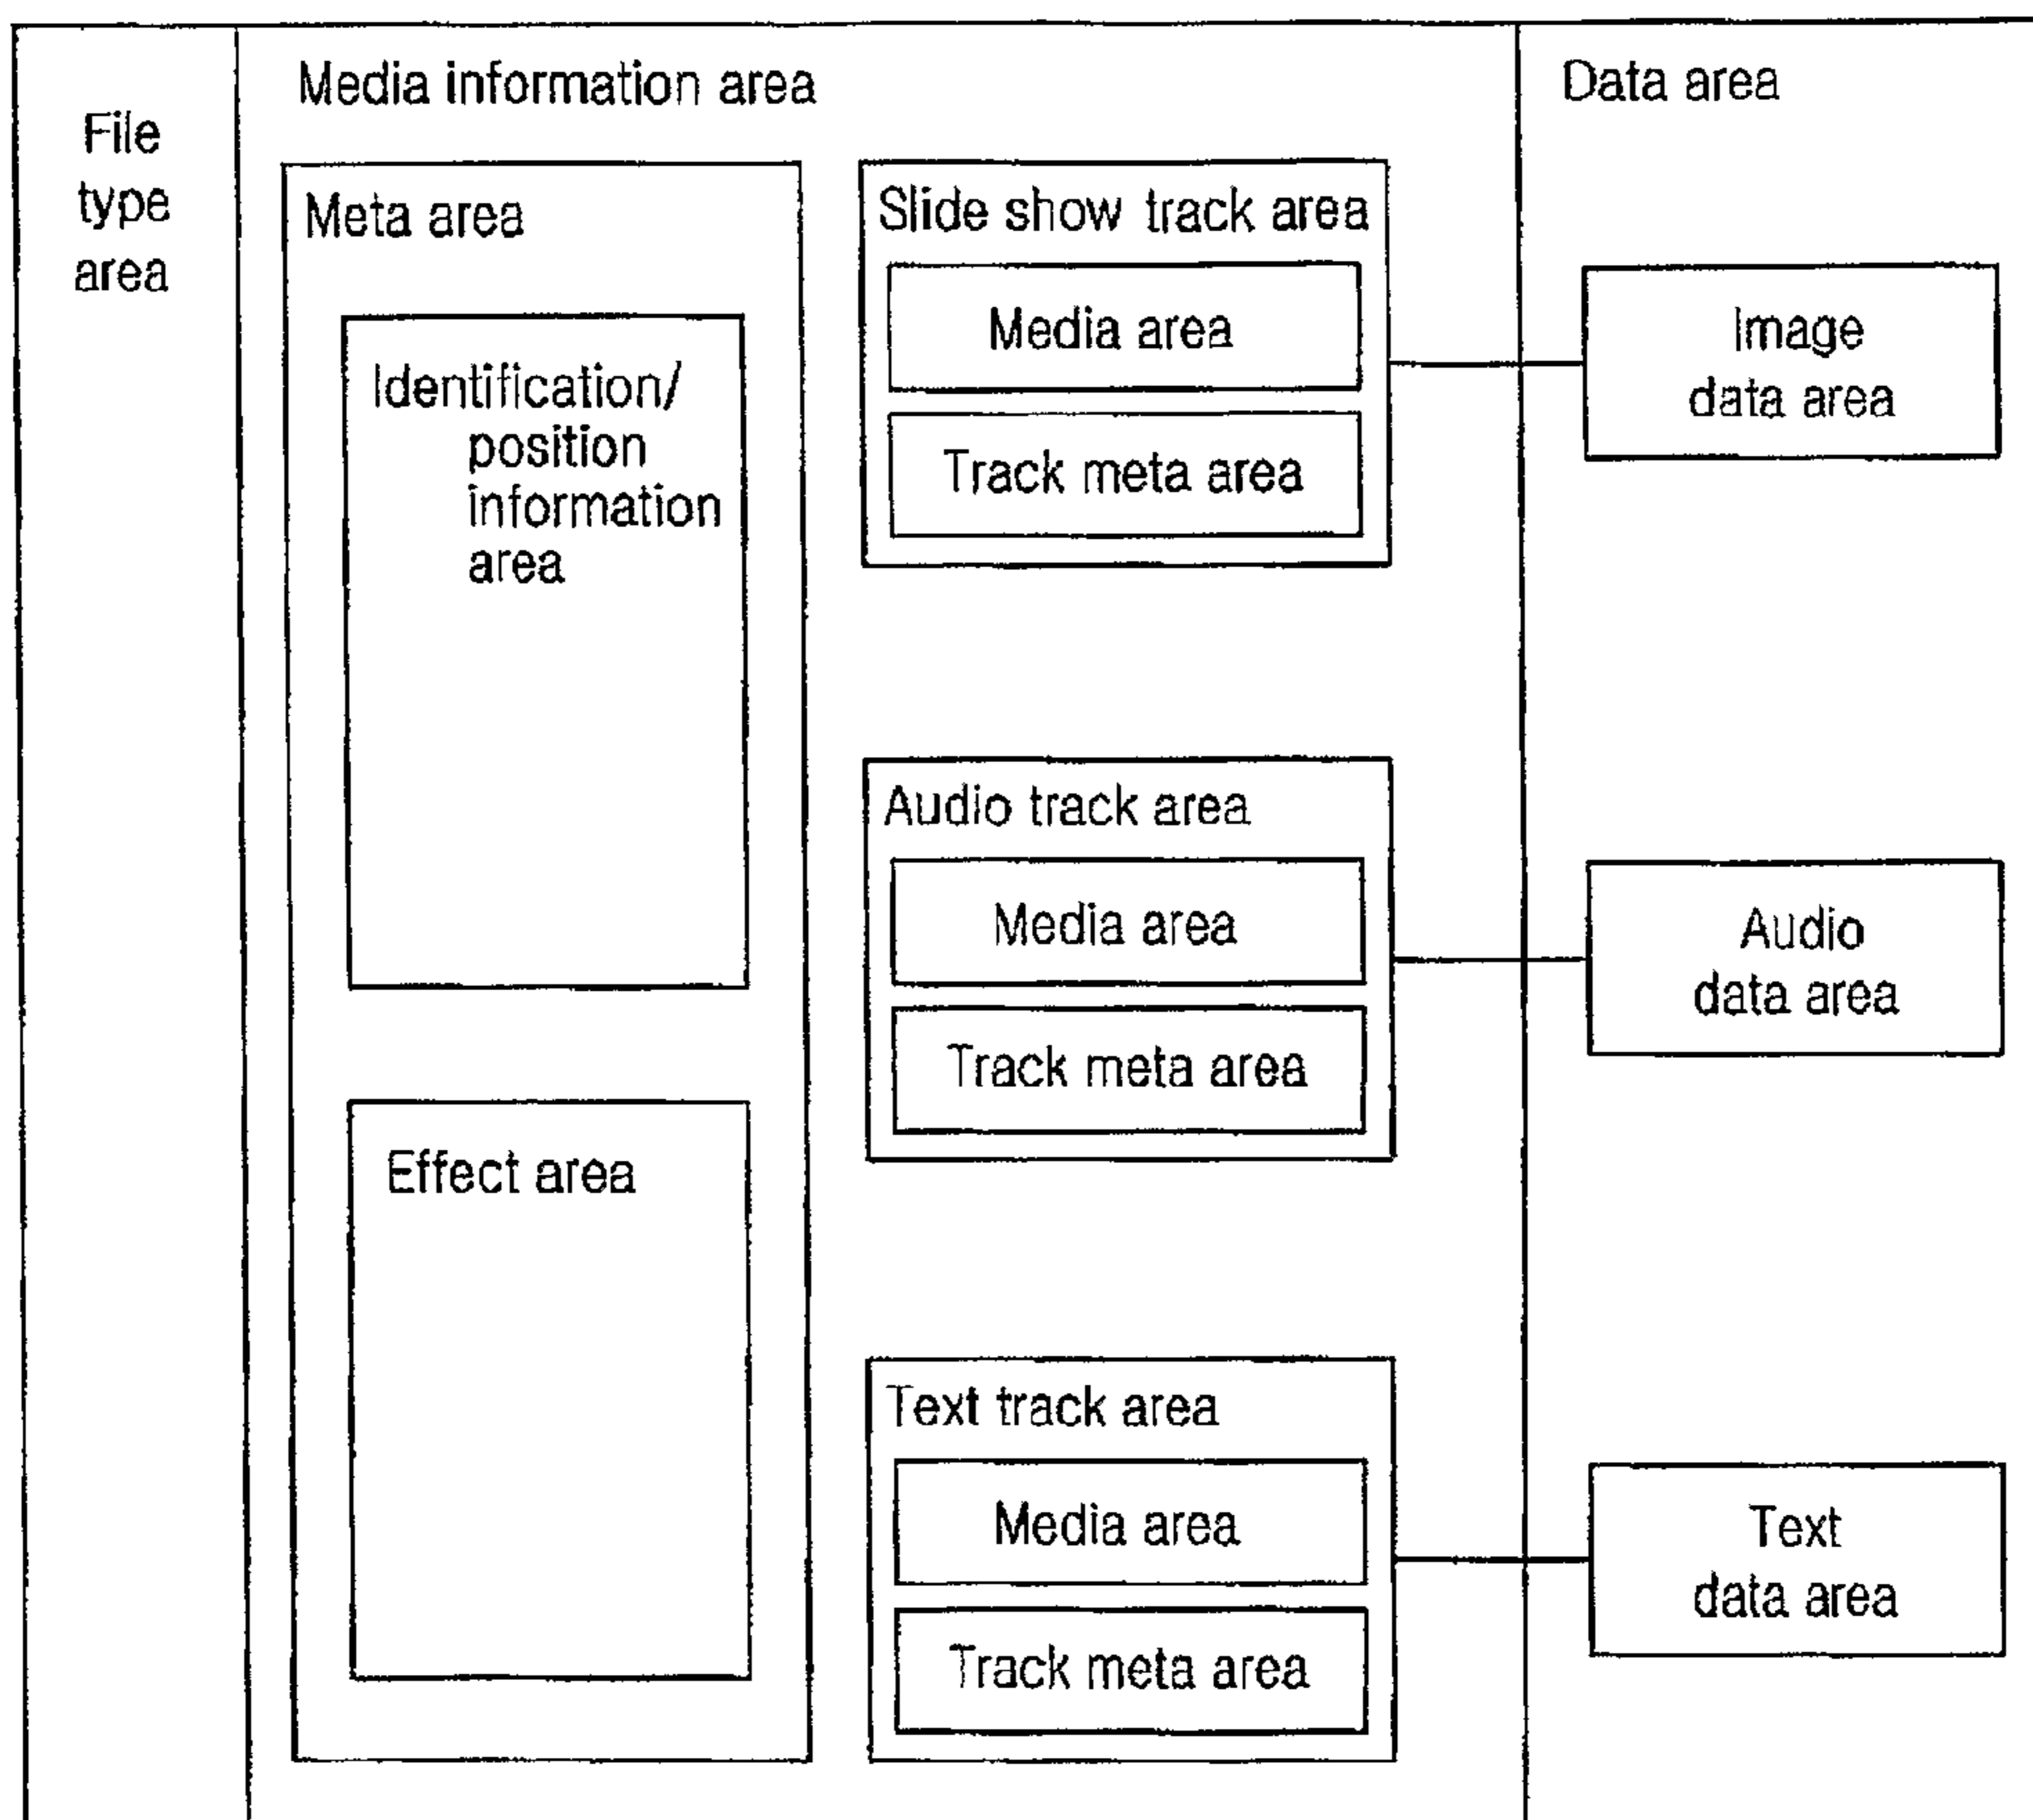 File
type
area
Media information area
Meta area
Identification/
position
information
area
Effect area
Slide show track area
Media area
Track meta area
Audio track area
Media area
Track meta area
Text track area
Media area
Track meta area
Data area
Image
data area
Audio
data area
Text
data area